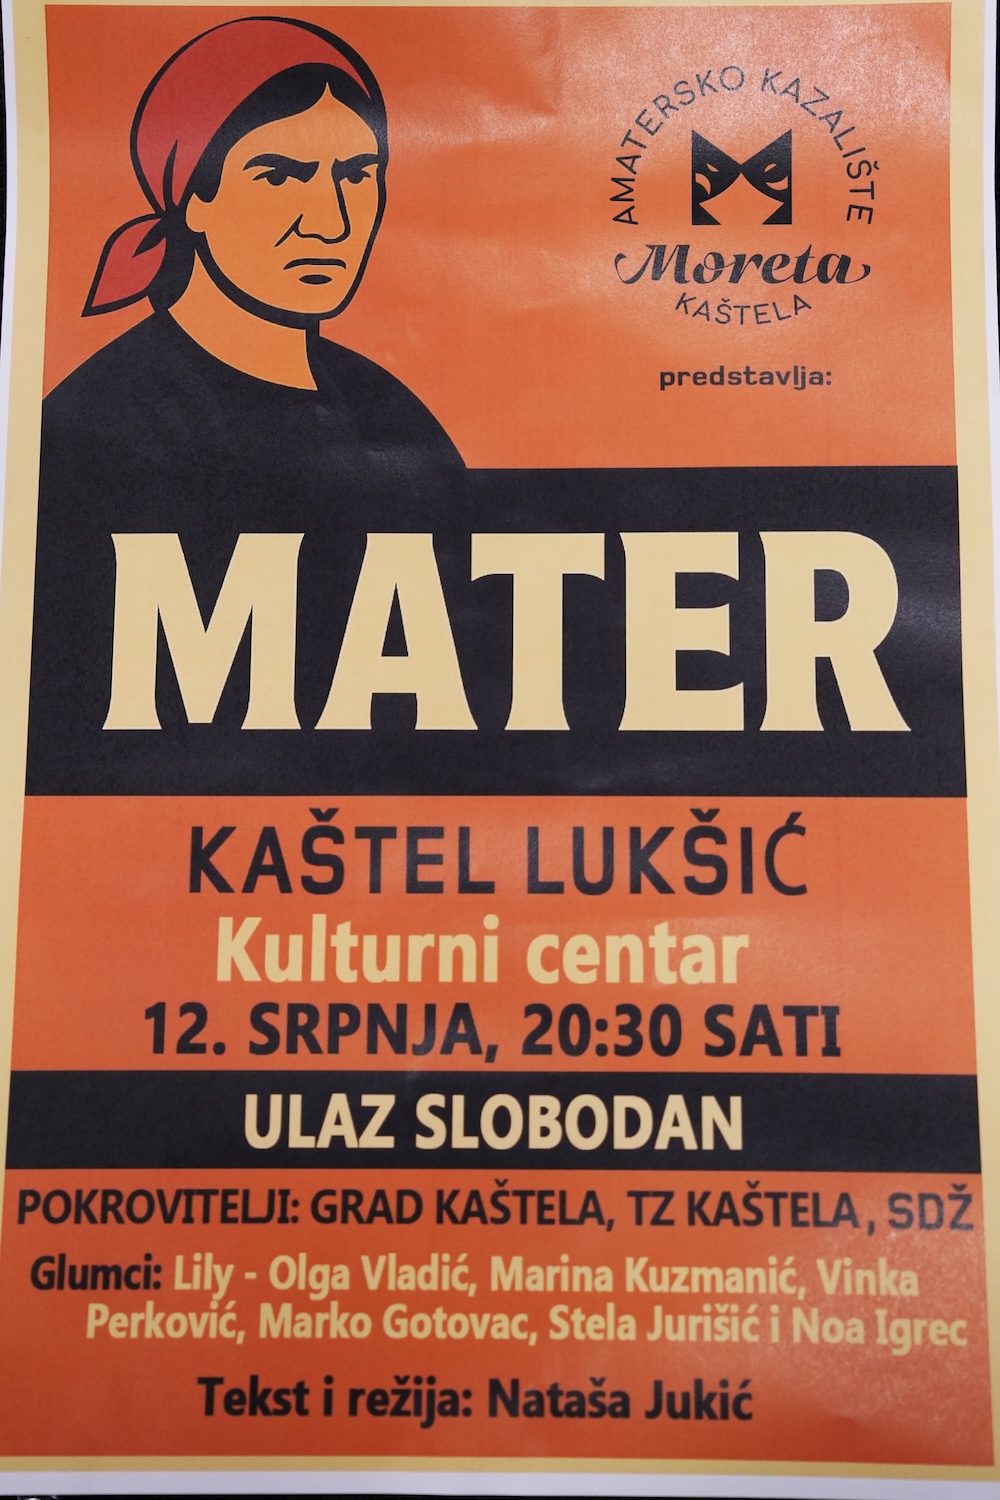 AMATERSKO KAZALIŠTE
Moreta
KAŠTELA
predstavlja:
MATER
KAŠTEL LUKŠIĆ
Kulturni centar
12. SRPNJA, 20:30 SATI
ULAZ SLOBODAN
POKROVITELJI: GRAD KAŠTELA, TZ KAŠTELA , SDŽ
Glumci: Lily - Olga Vladić, Marina Kuzmanić, Vinka
Perković, Marko Gotovac, Stela Jurišić i Noa Igrec
Tekst i režija: Nataša Jukić